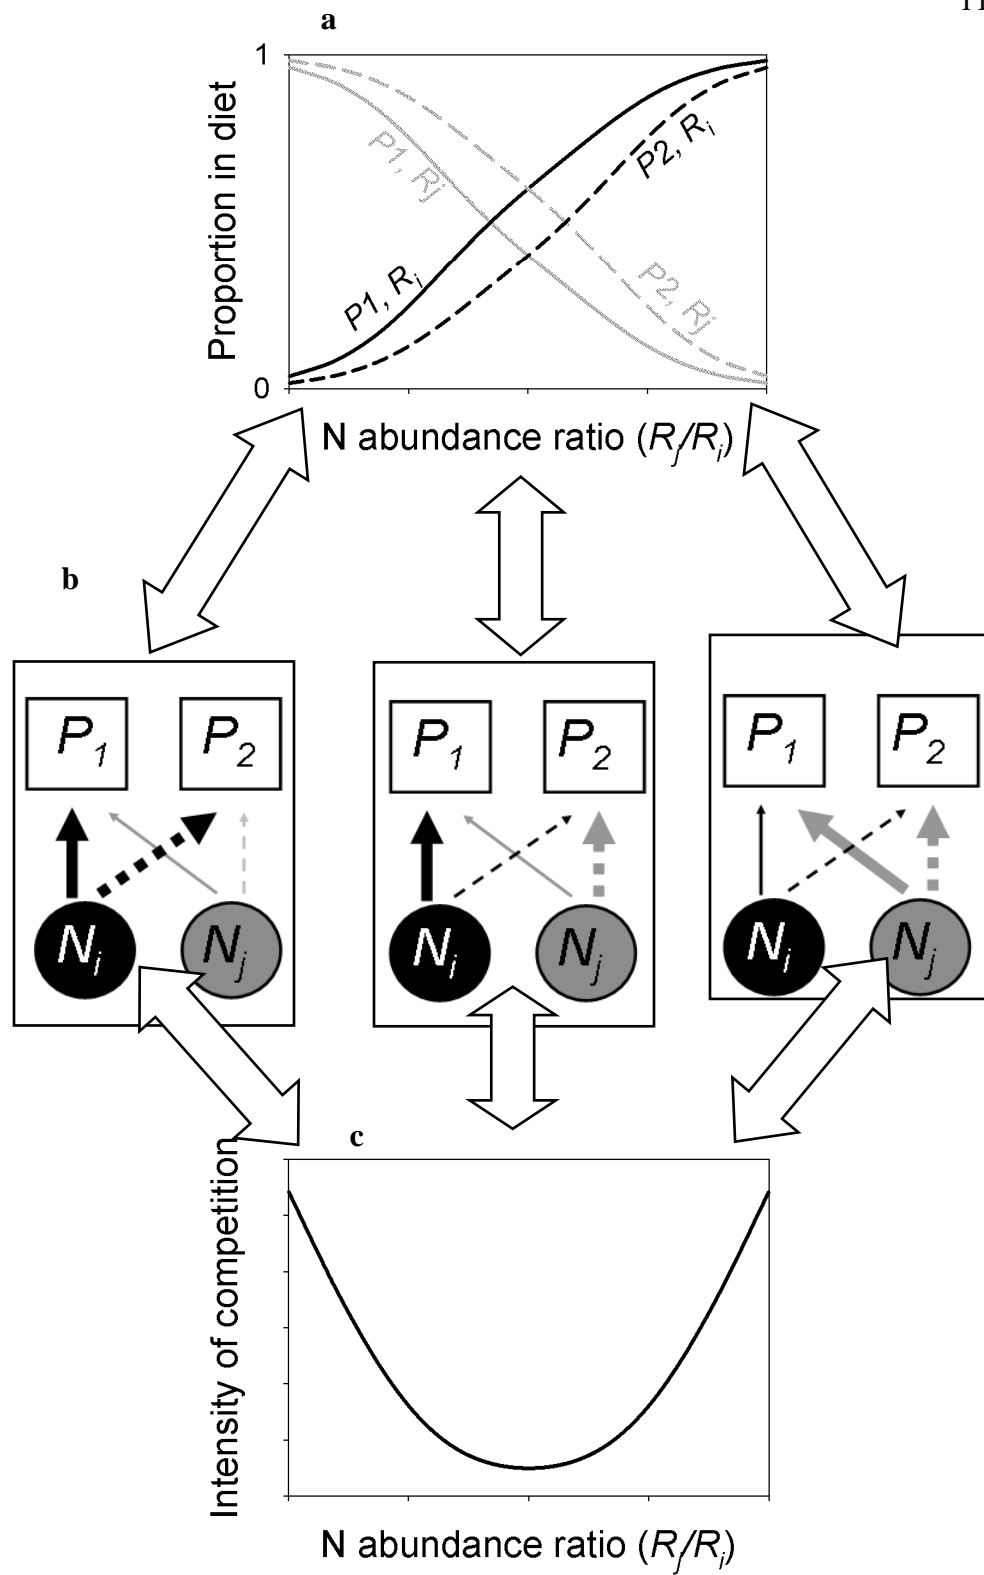 a
1
Proportion in diet
P1, Rj
P2, Ri
P1, Ri
P2, Rj
0
N abundance ratio (Rj/Ri)
b
P1
P2
P1
P2
P1
P2
Ni
Nj
Ni
Nj
Ni
Nj
c
Intensity of competition
N abundance ratio (Rj/Ri)